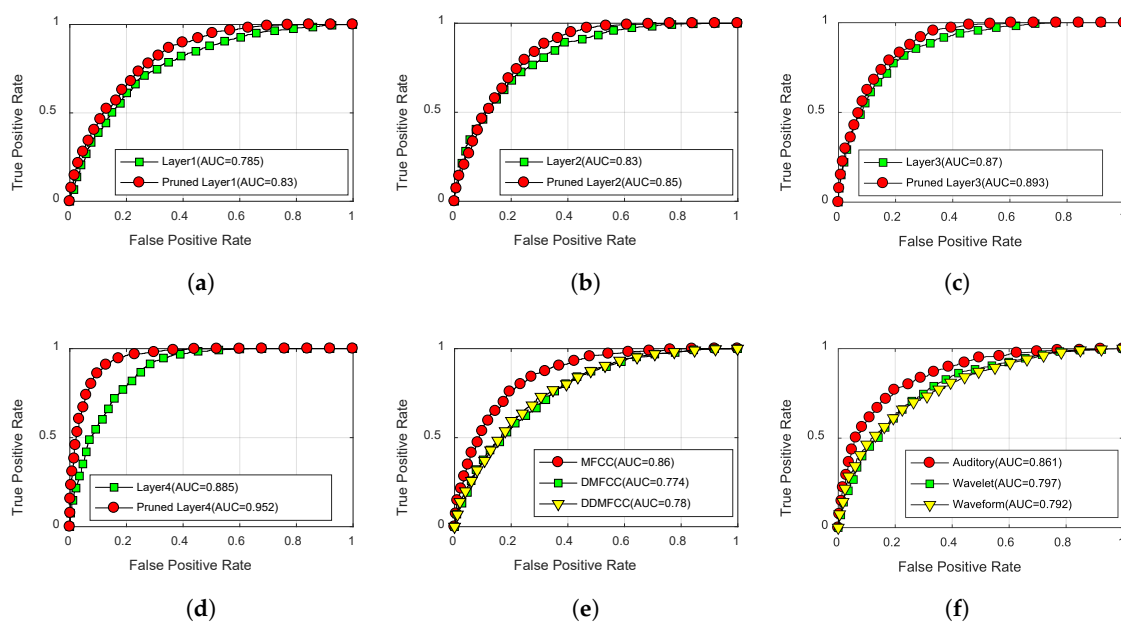 1
0.5
0
0 0.2 0.4 0.6 0.8 1
True Positive Rate
False Positive Rate
Layer1(AUC=0.785)
Pruned Layer1(AUC=0.83)
(a)
1
0.5
0
0 0.2 0.4 0.6 0.8 1
True Positive Rate
False Positive Rate
Layer2(AUC=0.83)
Pruned Layer2(AUC=0.85)
(b)
1
0.5
0
0 0.2 0.4 0.6 0.8 1
True Positive Rate
False Positive Rate
Layer3(AUC=0.87)
Pruned Layer3(AUC=0.893)
(c)
1
0.5
0
0 0.2 0.4 0.6 0.8 1
True Positive Rate
False Positive Rate
Layer4(AUC=0.885)
Pruned Layer4(AUC=0.952)
(d)
1
0.5
0
0 0.2 0.4 0.6 0.8 1
True Positive Rate
False Positive Rate
MFCC(AUC=0.86)
DMFCC(AUC=0.774)
DDMFCC(AUC=0.78)
(e)
1
0.5
0
0 0.2 0.4 0.6 0.8 1
True Positive Rate
False Positive Rate
Auditory(AUC=0.861)
Wavelet(AUC=0.797)
Waveform(AUC=0.792)
(f)